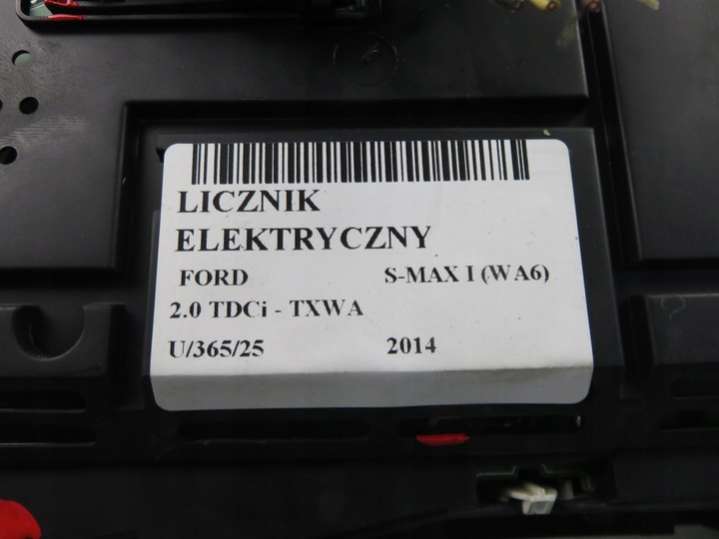 LICZNIK
ELEKTRYCZNY
FORD S-MAX I (WA6)
2.0 TDCi - TXWA
U/365/25 2014